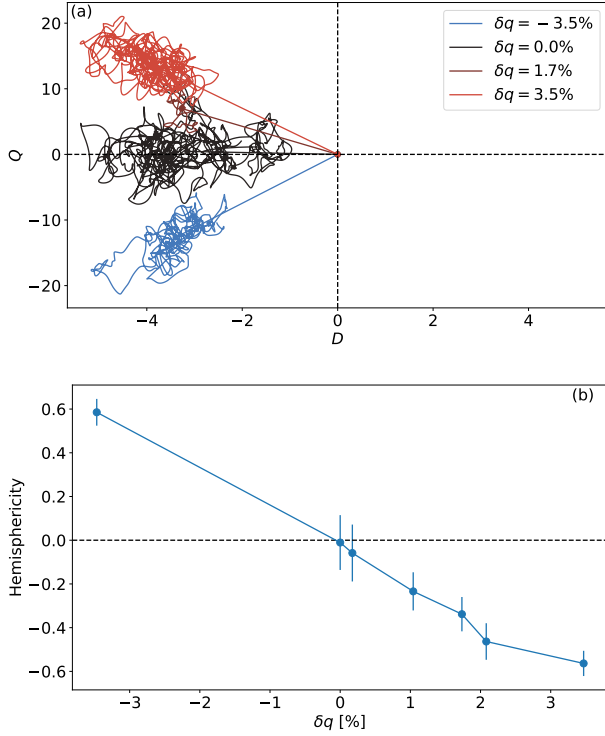 (a)
δq = − 3.5%
δq = 0.0%
δq = 1.7%
δq = 3.5%
20
10
0
−10
−20
Q
−4 −2 0 2 4
D
(b)
0.6
0.4
0.2
0.0
−0.2
−0.4
−0.6
Hemisphericity
−3 −2 −1 0 1 2 3
δq [%]